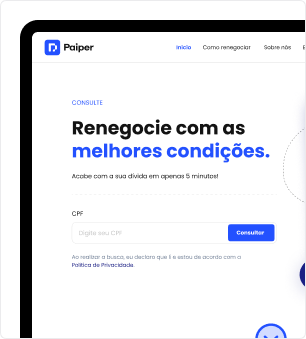 Paiper
Início Como renegociar Sobre nós
CONSULTE
Renegocie com as
melhores condições.
Acabe com a sua dívida em apenas 5 minutos!
CPF
Digite seu CPF Consultar
Ao realizar a busca, eu declaro que li e estou de acordo com a
Política de Privacidade.